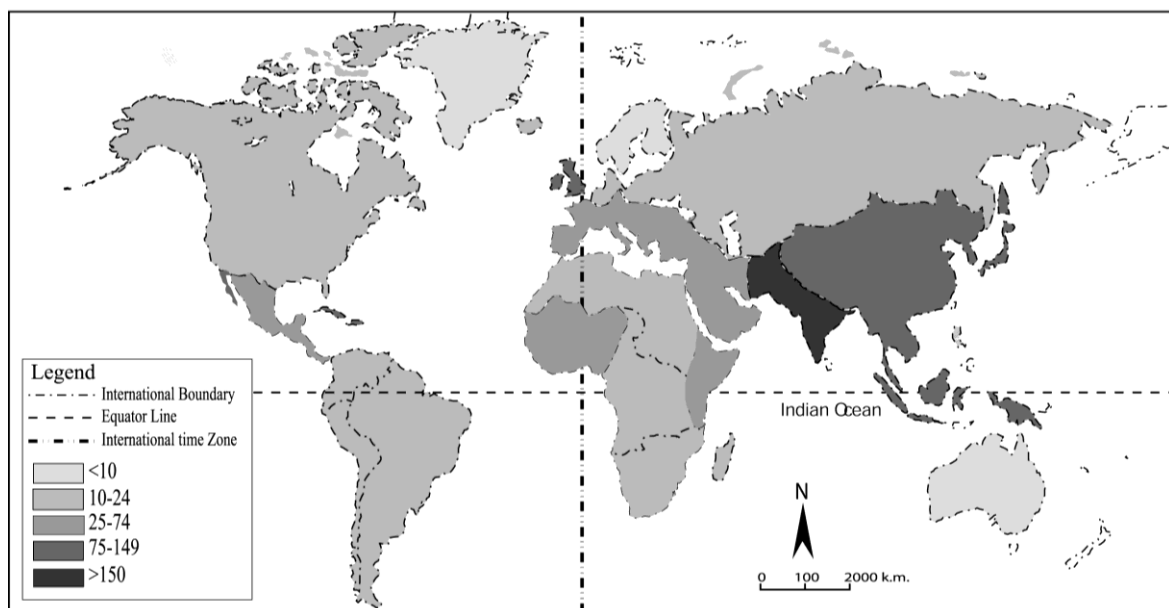 Legend
International Boundary
Equator Line
International time Zone
<10
10-24
25-74
75-149
>150
Indian Ocean
N
0 100 2000 k.m.